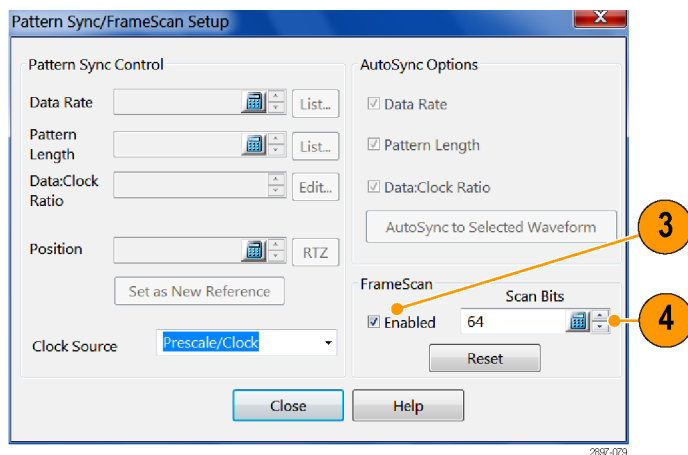 Pattern Sync/FrameScan Setup
X
Pattern Sync Control
Data Rate
List...
Pattern
Length
List...
Data:Clock
Ratio
Edit...
Position
RTZ
Set as New Reference
Clock Source
Prescale/Clock
AutoSync Options
Data Rate
Pattern Length
Data:Clock Ratio
AutoSync to Selected Waveform
3
FrameScan
Scan Bits
Enabled
64
4
Reset
Close
Help
2897-079